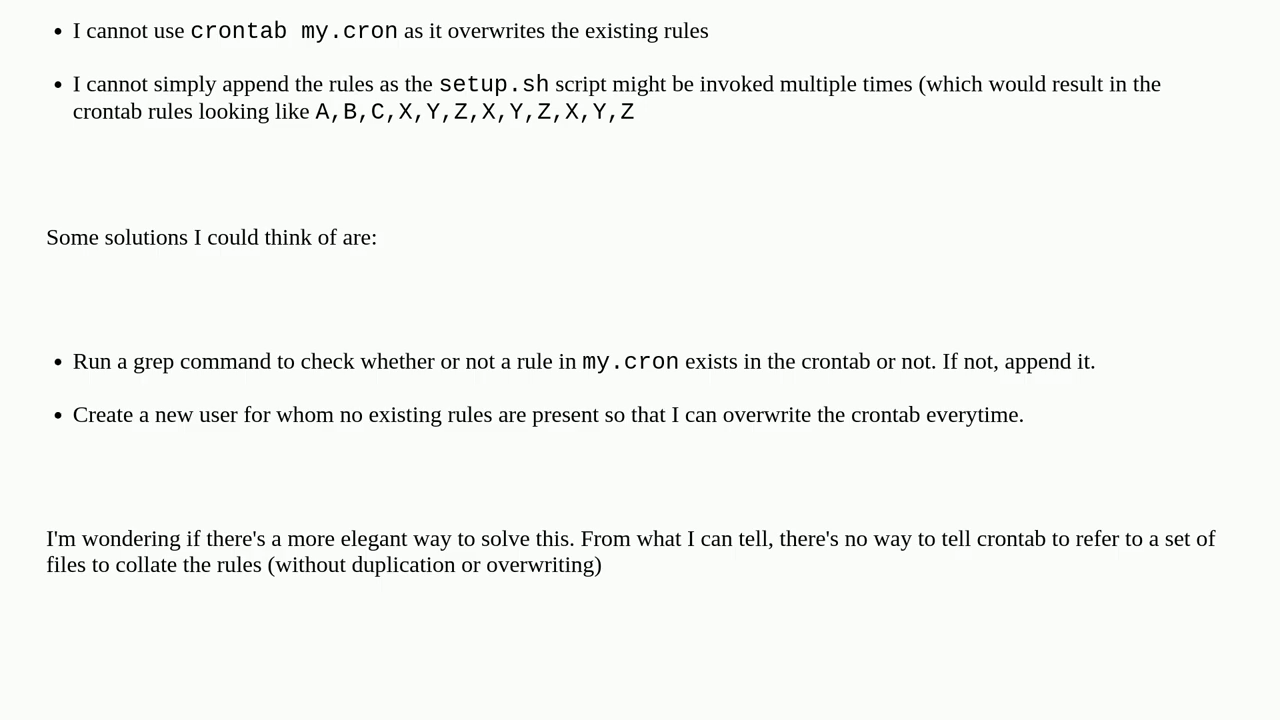 I cannot use crontab my.cron as it overwrites the existing rules
I cannot simply append the rules as the setup.sh script might be invoked multiple times (which would result in the
crontab rules looking like A,B,C,X,Y,Z,X,Y,Z,X,Y,Z
Some solutions I could think of are:
Run a grep command to check whether or not a rule in my.cron exists in the crontab or not. If not, append it.
Create a new user for whom no existing rules are present so that I can overwrite the crontab everytime.
I'm wondering if there's a more elegant way to solve this. From what I can tell, there's no way to tell crontab to refer to a set of
files to collate the rules (without duplication or overwriting)